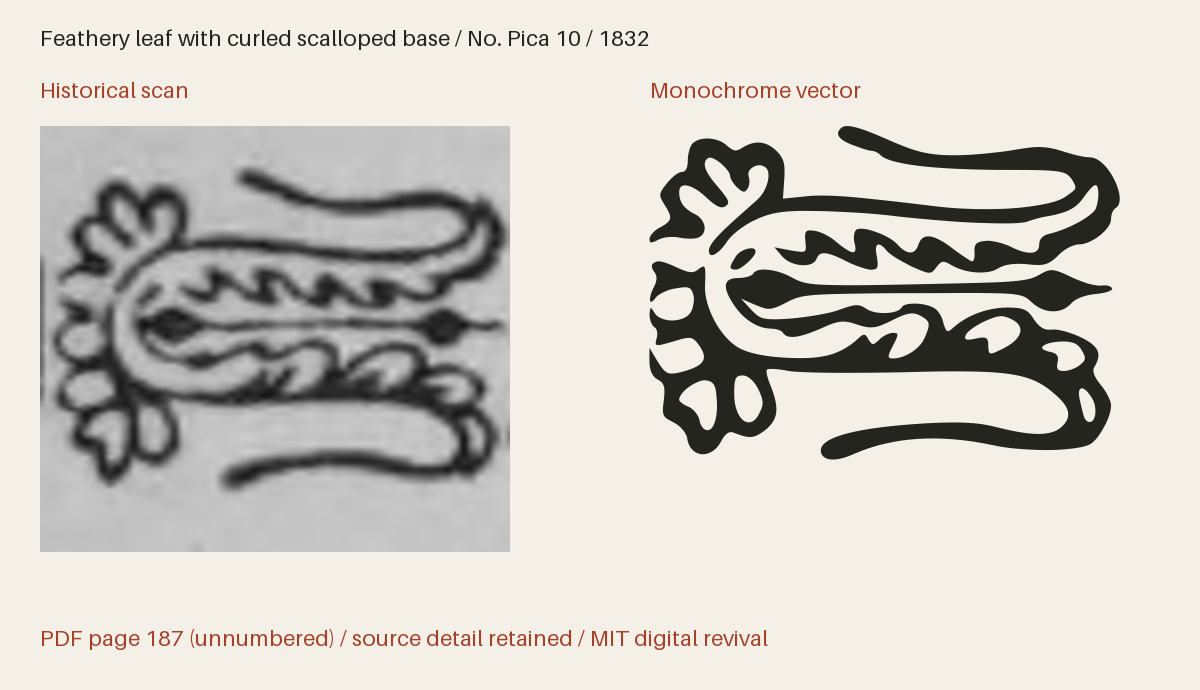 Feathery leaf with curled scalloped base / No. Pica 10 / 1832
Historical scan
Monochrome vector
PDF page 187 (unnumbered) / source detail retained / MIT digital revival